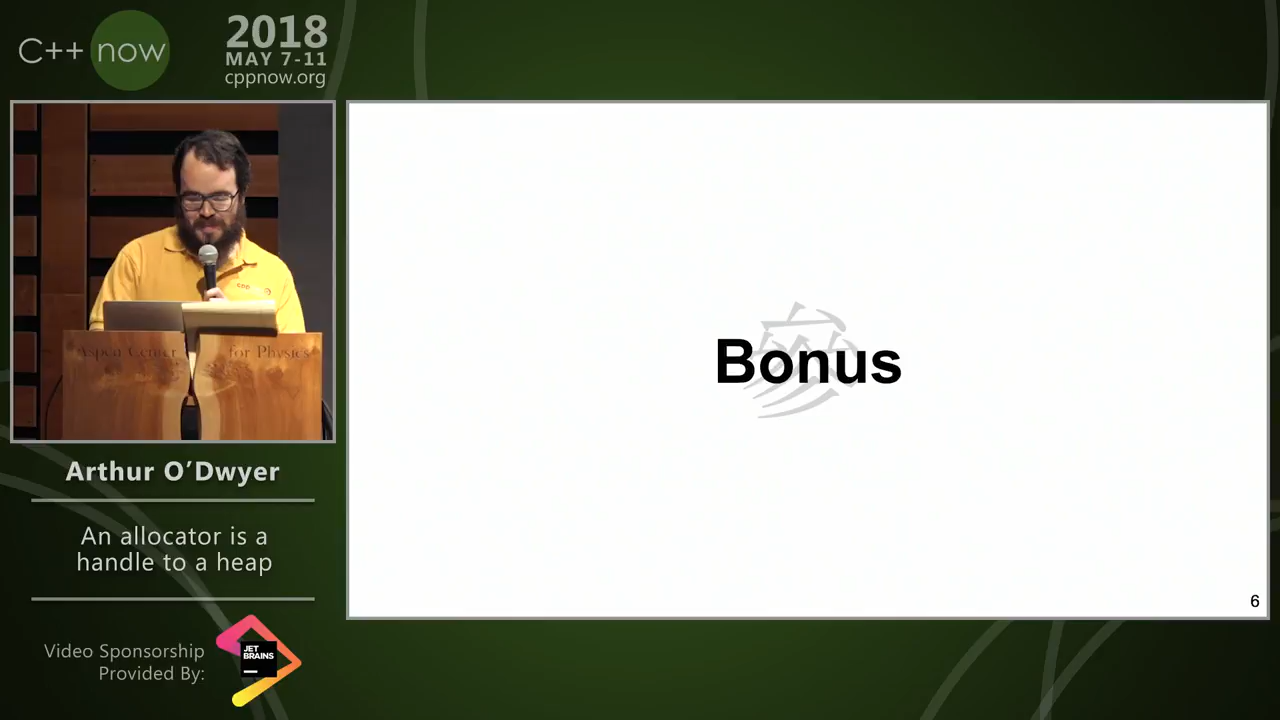 C++ now
2018
MAY 7-11
cppnow.org
Aspen Center for Physics
Arthur O’Dwyer
An allocator is a
handle to a heap
Video Sponsorship
Provided By:
JET
BRAINS
Bonus
6